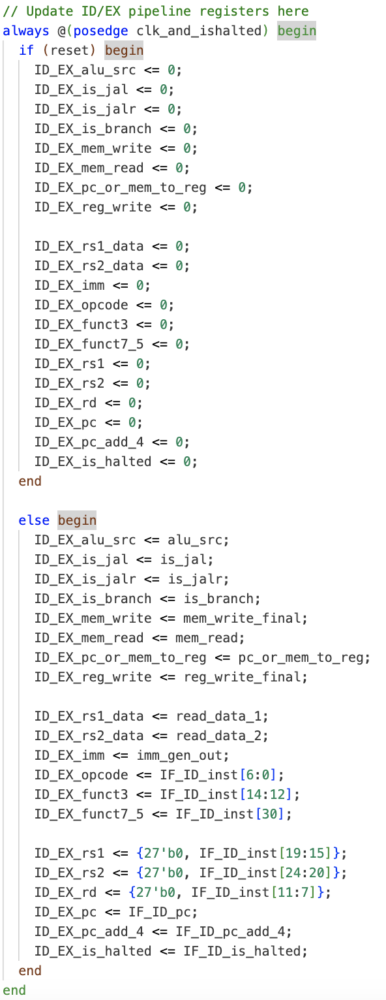 // Update ID/EX pipeline registers here
always @(posedge clk_and_ishalted) begin
if (reset) begin
ID_EX_alu_src <= 0;
ID_EX_is_jal <= 0;
ID_EX_is_jalr <= 0;
ID_EX_is_branch <= 0;
ID_EX_mem_write <= 0;
ID_EX_mem_read <= 0;
ID_EX_pc_or_mem_to_reg <= 0;
ID_EX_reg_write <= 0;
ID_EX_rs1_data <= 0;
ID_EX_rs2_data <= 0;
ID_EX_imm <= 0;
ID_EX_opcode <= 0;
ID_EX_funct3 <= 0;
ID_EX_funct7_5 <= 0;
ID_EX_rs1 <= 0;
ID_EX_rs2 <= 0;
ID_EX_rd <= 0;
ID_EX_pc <= 0;
ID_EX_pc_add_4 <= 0;
ID_EX_is_halted <= 0;
end
else begin
ID_EX_alu_src <= alu_src;
ID_EX_is_jal <= is_jal;
ID_EX_is_jalr <= is_jalr;
ID_EX_is_branch <= is_branch;
ID_EX_mem_write <= mem_write_final;
ID_EX_mem_read <= mem_read;
ID_EX_pc_or_mem_to_reg <= pc_or_mem_to_reg;
ID_EX_reg_write <= reg_write_final;
ID_EX_rs1_data <= read_data_1;
ID_EX_rs2_data <= read_data_2;
ID_EX_imm <= imm_gen_out;
ID_EX_opcode <= IF_ID_inst[6:0];
ID_EX_funct3 <= IF_ID_inst[14:12];
ID_EX_funct7_5 <= IF_ID_inst[30];
ID_EX_rs1 <= {27'b0, IF_ID_inst[19:15]};
ID_EX_rs2 <= {27'b0, IF_ID_inst[24:20]};
ID_EX_rd <= {27'b0, IF_ID_inst[11:7]};
ID_EX_pc <= IF_ID_pc;
ID_EX_pc_add_4 <= IF_ID_pc_add_4;
ID_EX_is_halted <= IF_ID_is_halted;
end
end